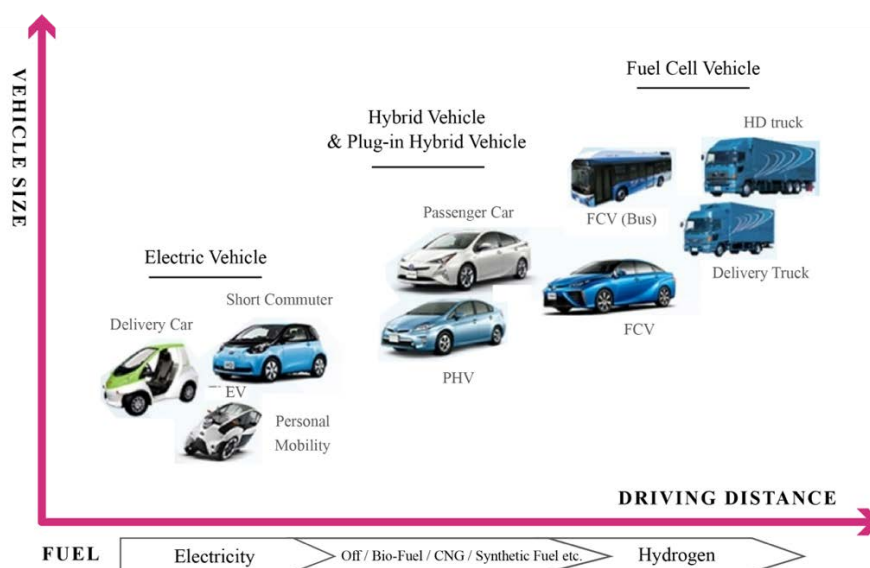 VEHICLE SIZE
Fuel Cell Vehicle
Hybrid Vehicle
& Plug-in Hybrid Vehicle
HD truck
Passenger Car
FCV (Bus)
Electric Vehicle
Delivery Truck
Short Commuter
Delivery Car
FCV
PHV
EV
Personal
Mobility
DRIVING DISTANCE
FUEL
Electricity
Off / Bio-Fuel / CNG / Synthetic Fuel etc.
Hydrogen